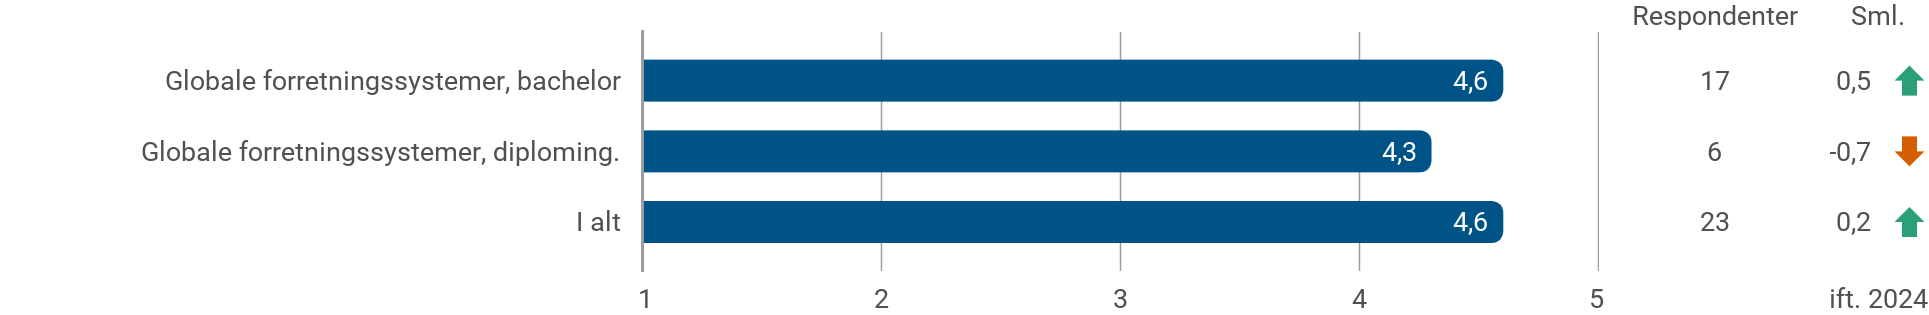 Respondenter Sml.
Globale forretningssystemer, bachelor 4,6 17 0,5
Globale forretningssystemer, diploming. 4,3 6 -0,7
I alt 4,6 23 0,2
1 2 3 4 5 ift. 2024